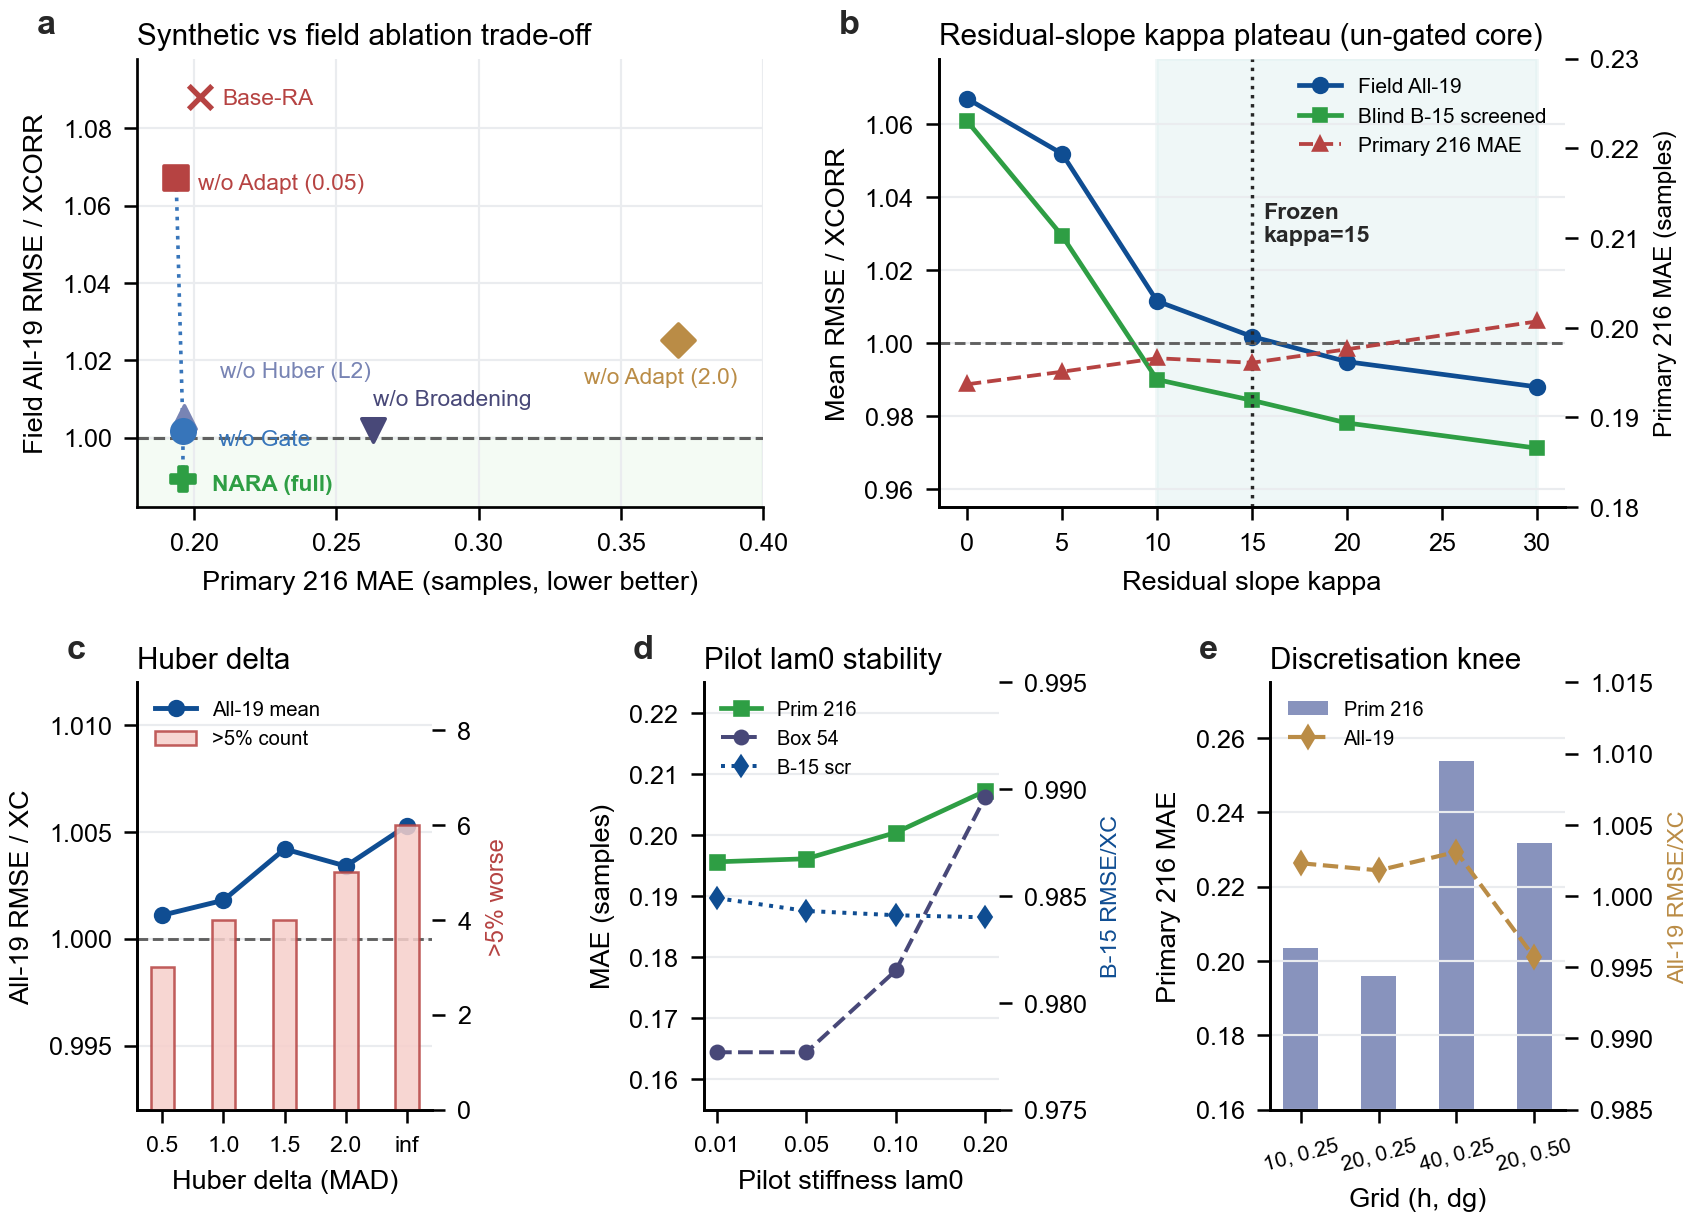 a
Synthetic vs field ablation trade-off
Field All-19 RMSE / XCORR
1.08
1.06
1.04
1.02
1.00
Base-RA
w/o Adapt (0.05)
w/o Huber (L2)
w/o Adapt (2.0)
w/o Broadening
w/o Gate
NARA (full)
0.20
0.25
0.30
0.35
0.40
Primary 216 MAE (samples, lower better)
b
Residual-slope kappa plateau (un-gated core)
Mean RMSE / XCORR
1.06
1.04
1.02
1.00
0.98
0.96
Field All-19
Blind B-15 screened
Primary 216 MAE
Frozen
kappa=15
0.23
0.22
0.21
0.20
0.19
0.18
Primary 216 MAE (samples)
0
5
10
15
20
25
30
Residual slope kappa
c
Huber delta
All-19 RMSE / XC
1.010
1.005
1.000
0.995
All-19 mean
>5% count
8
6
4
2
0
>5% worse
0.5
1.0
1.5
2.0
inf
Huber delta (MAD)
d
Pilot lam0 stability
MAE (samples)
0.22
0.21
0.20
0.19
0.18
0.17
0.16
Prim 216
Box 54
B-15 scr
0.995
0.990
0.985
0.980
0.975
B-15 RMSE/XC
0.01
0.05
0.10
0.20
Pilot stiffness lam0
e
Discretisation knee
Primary 216 MAE
0.26
0.24
0.22
0.20
0.18
0.16
Prim 216
All-19
1.015
1.010
1.005
1.000
0.995
0.990
0.985
All-19 RMSE/XC
10, 0.25
20, 0.25
40, 0.25
20, 0.50
Grid (h, dg)